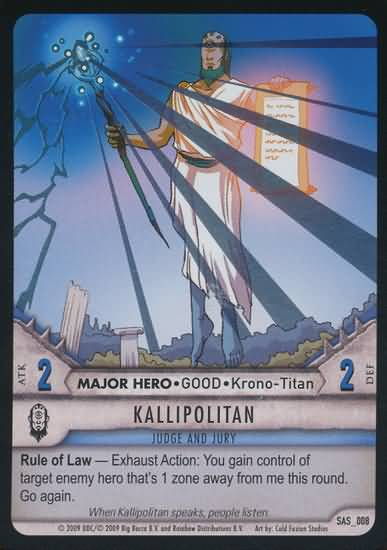 MAJOR HERO•GOOD•Krono-Titan
ATK
2
2
DEF
KALLIPOLITAN
JUDGE AND JURY
Rule of Law — Exhaust Action: You gain control of
target enemy hero that's 1 zone away from me this round.
Go again.
When Kallipolitan speaks, people listen.
SAS_008
© 2009 UDC/© 2009 Big Bocca B.V. and Rainbow Distributions B.V.
Art by: Cold Fusion Studios